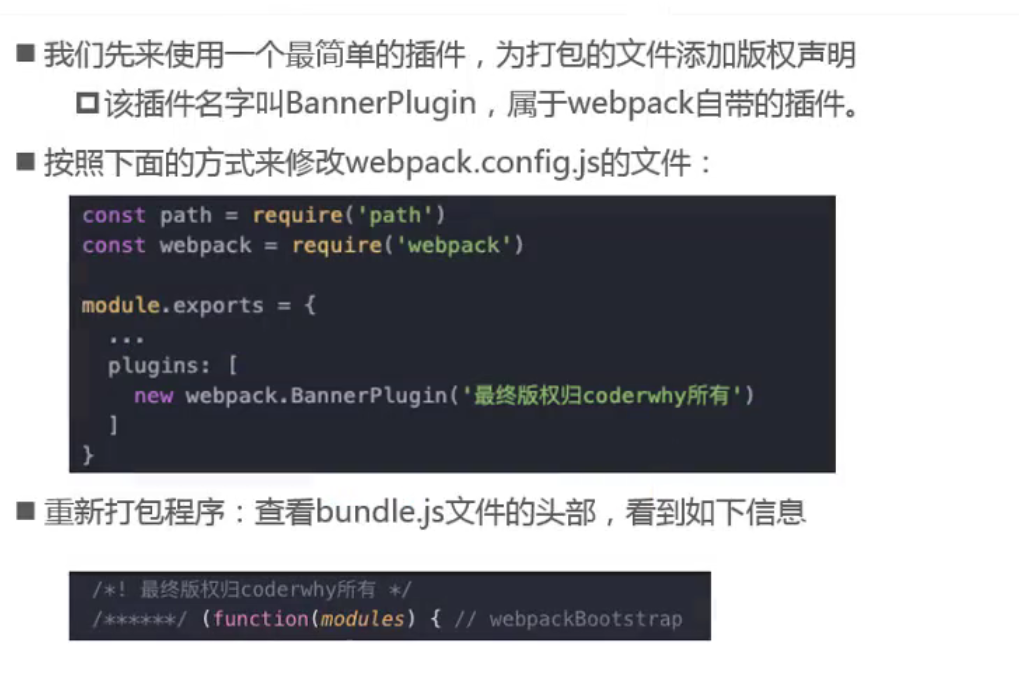 ■ 我们先来使用一个最简单的插件，为打包的文件添加版权声明
该插件名字叫BannerPlugin，属于webpack自带的插件。
■ 按照下面的方式来修改webpack.config.js的文件：
const path = require('path')
const webpack = require('webpack')
module.exports = {
...
plugins: [
new webpack.BannerPlugin('最终版权归coderwhy所有')
]
}
■ 重新打包程序：查看bundle.js文件的头部，看到如下信息
/*! 最终版权归coderwhy所有 */
/******/ (function(modules) { // webpackBootstrap